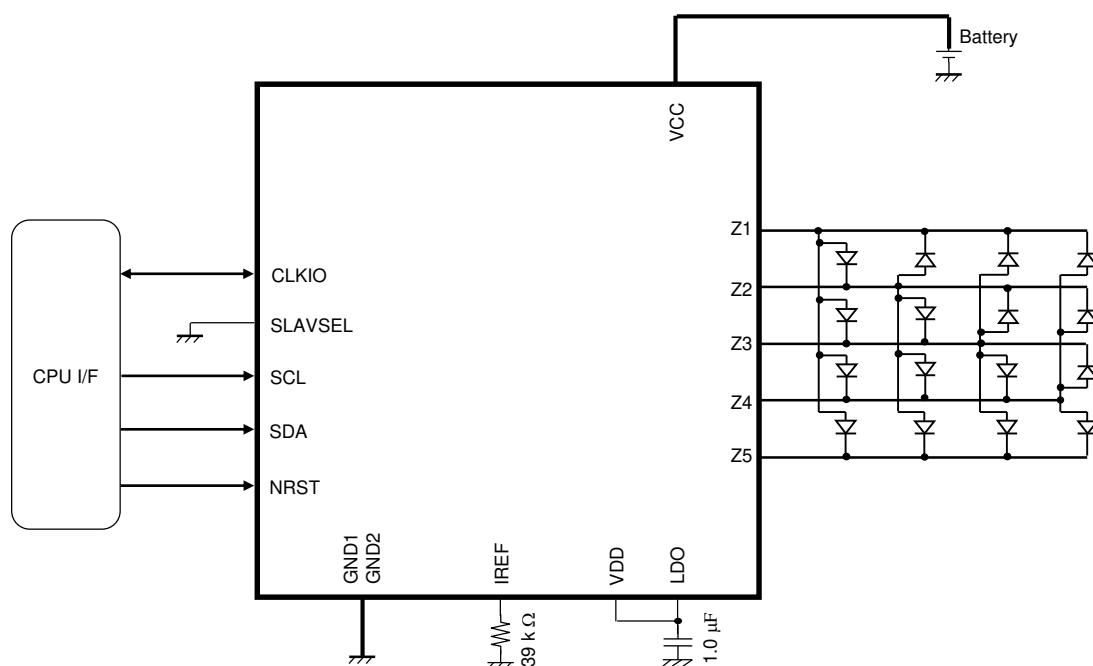 Battery
VCC
CPU I/F
CLKIO
SLAVSEL
SCL
SDA
NRST
Z1
Z2
Z3
Z4
Z5
GND1
GND2
IREF
VDD
LDO
39 k Ω
1.0 µF